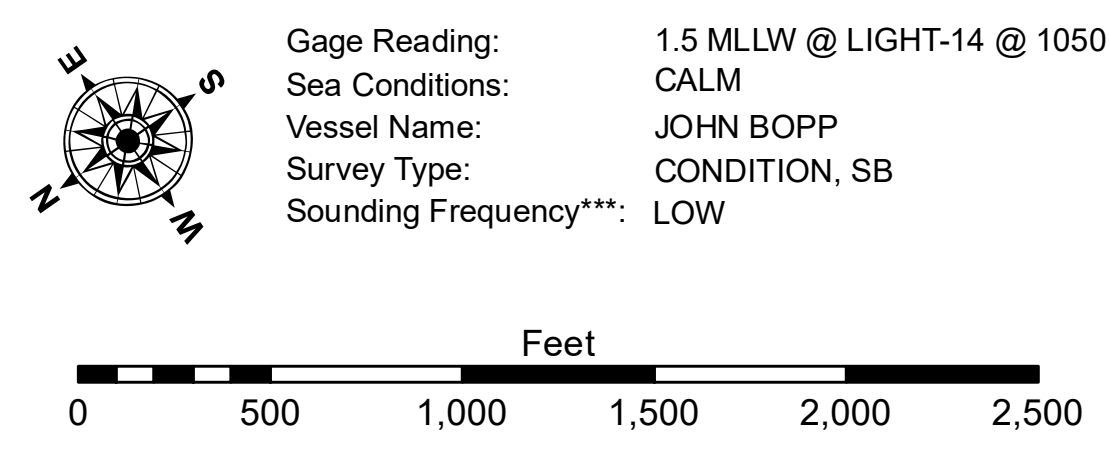 E
S
N
W
Gage Reading: 1.5 MLLW @ LIGHT-14 @ 1050
Sea Conditions: CALM
Vessel Name: JOHN BOPP
Survey Type: CONDITION, SB
Sounding Frequency***: LOW
Feet
0 500 1,000 1,500 2,000 2,500